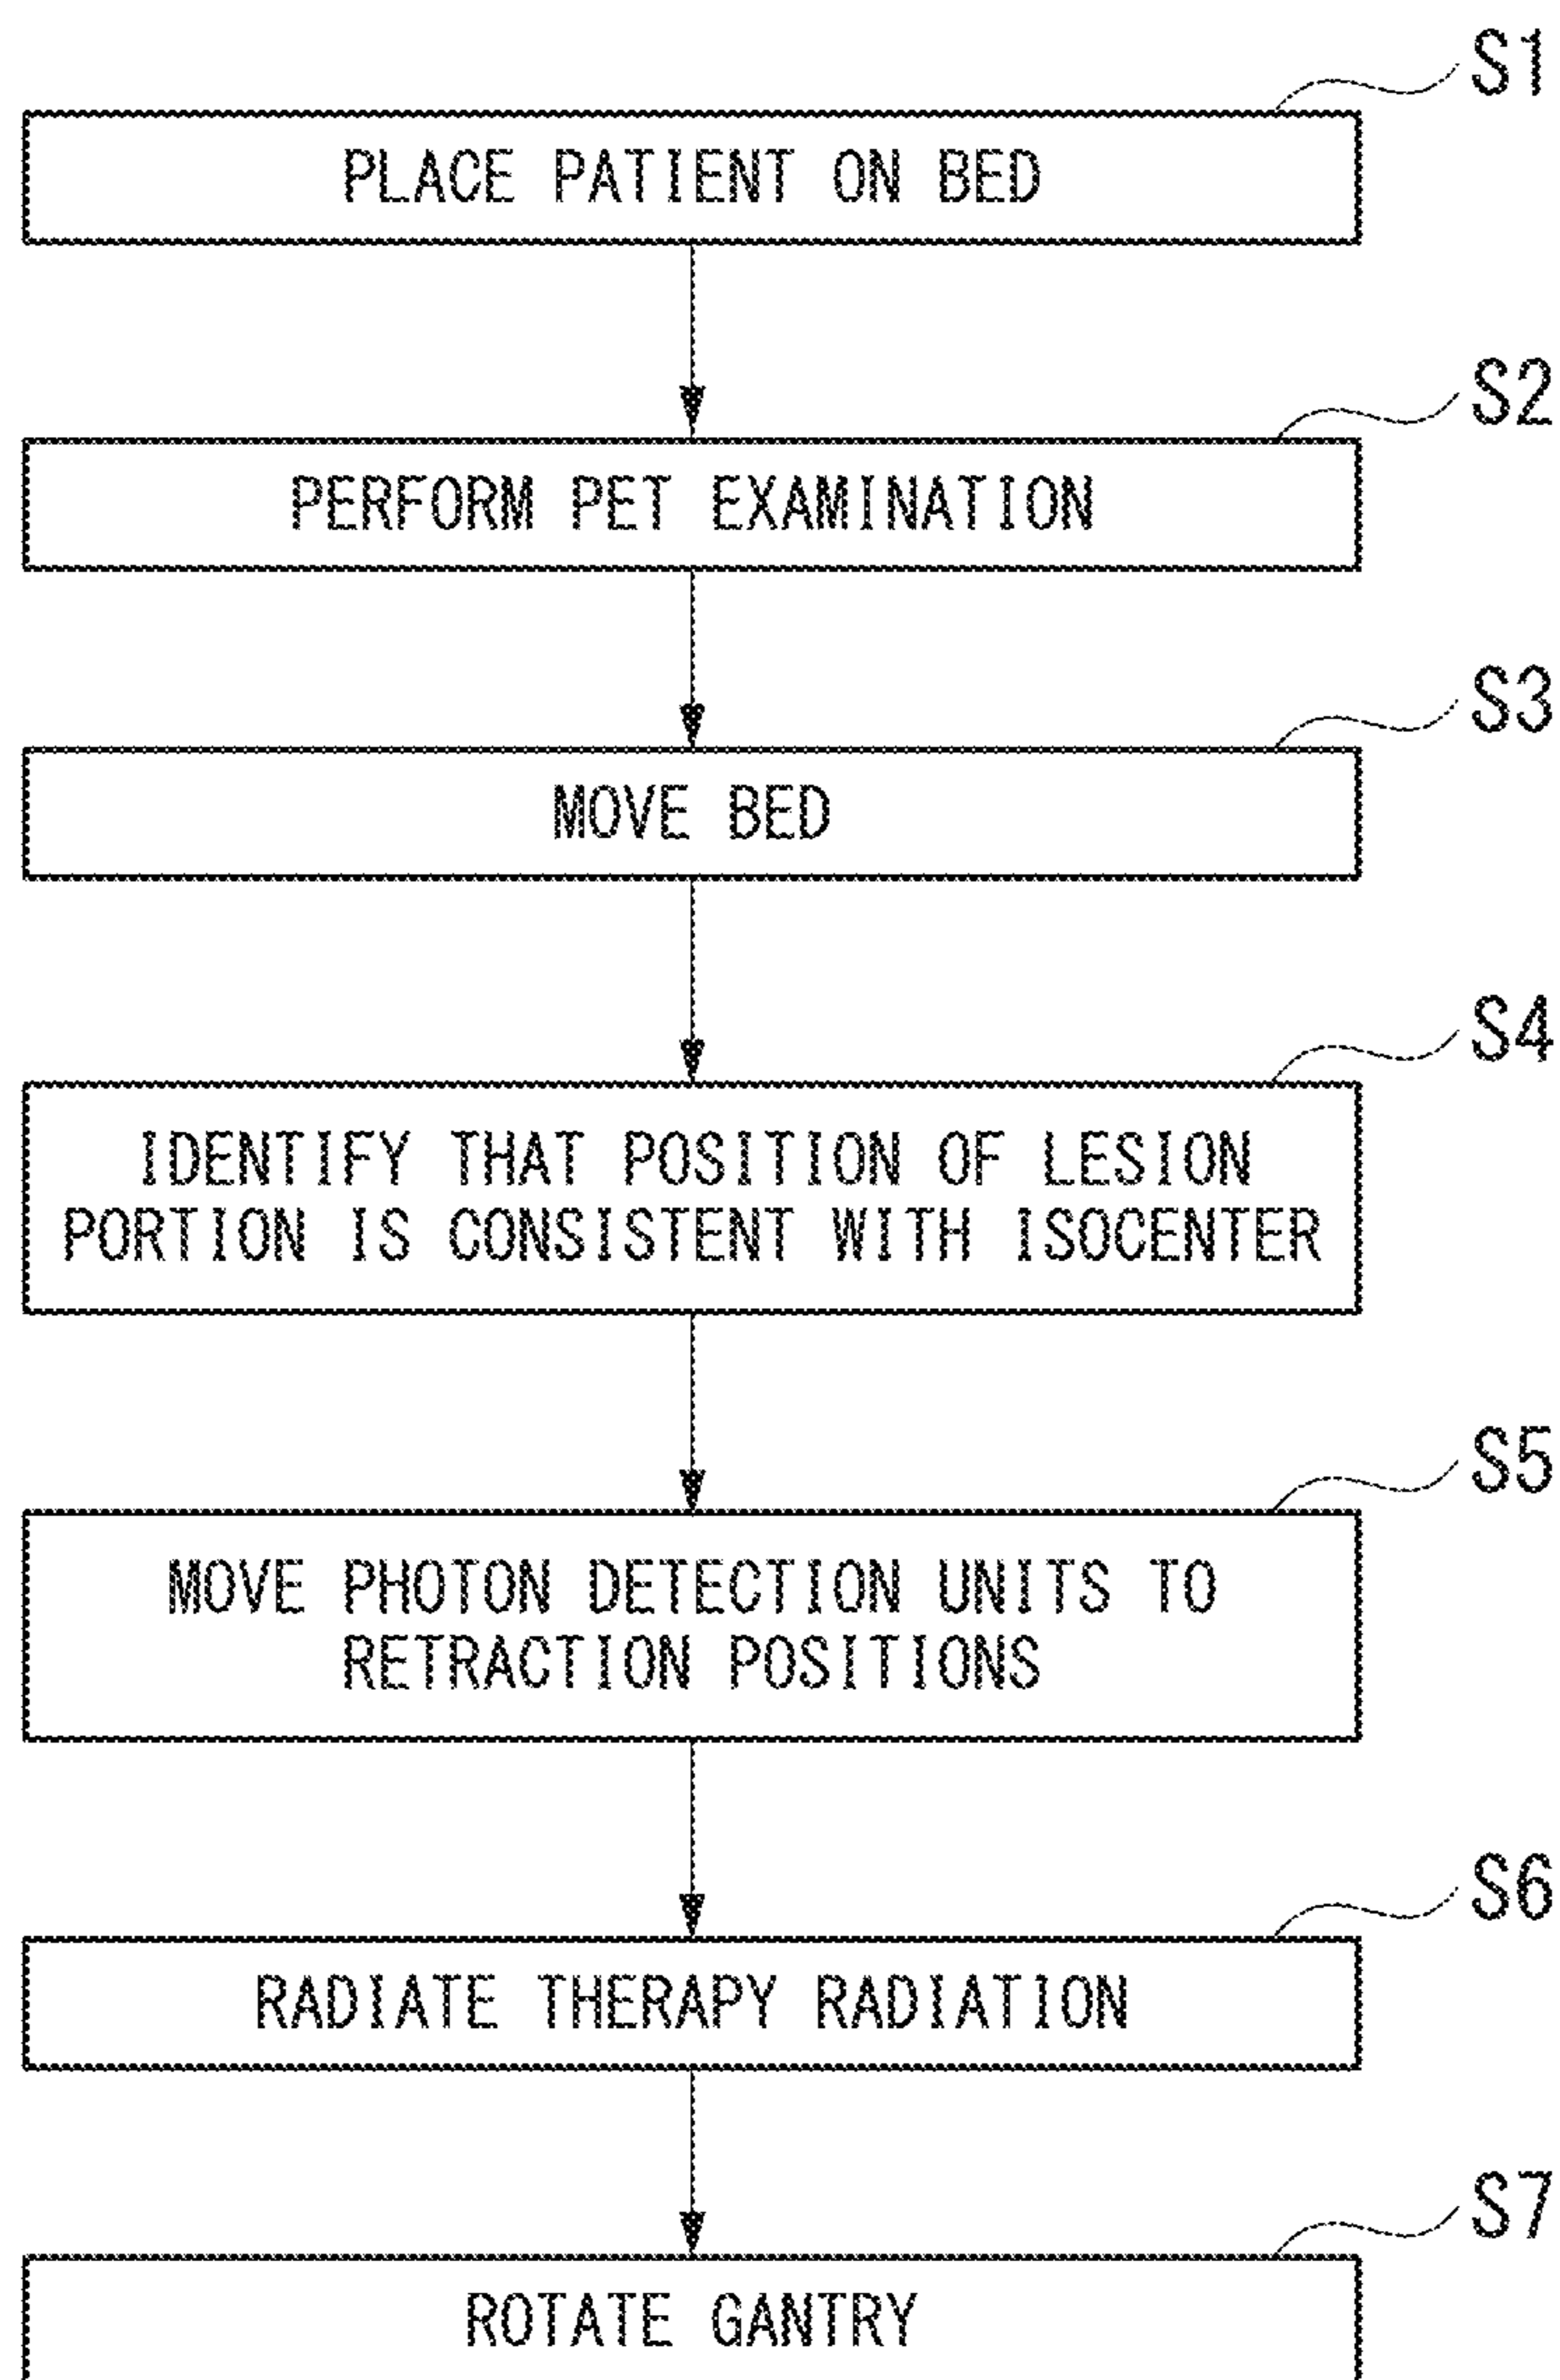 S1
PLACE PATIENT ON BED
S2
PERFORM PET EXAMINATION
S3
MOVE BED
S4
IDENTIFY THAT POSITION OF LESION
PORTION IS CONSISTENT WITH ISOCENTER
S5
MOVE PHOTON DETECTION UNITS TO
RETRACTION POSITIONS
S6
RADIATE THERAPY RADIATION
S7
ROTATE GANTRY